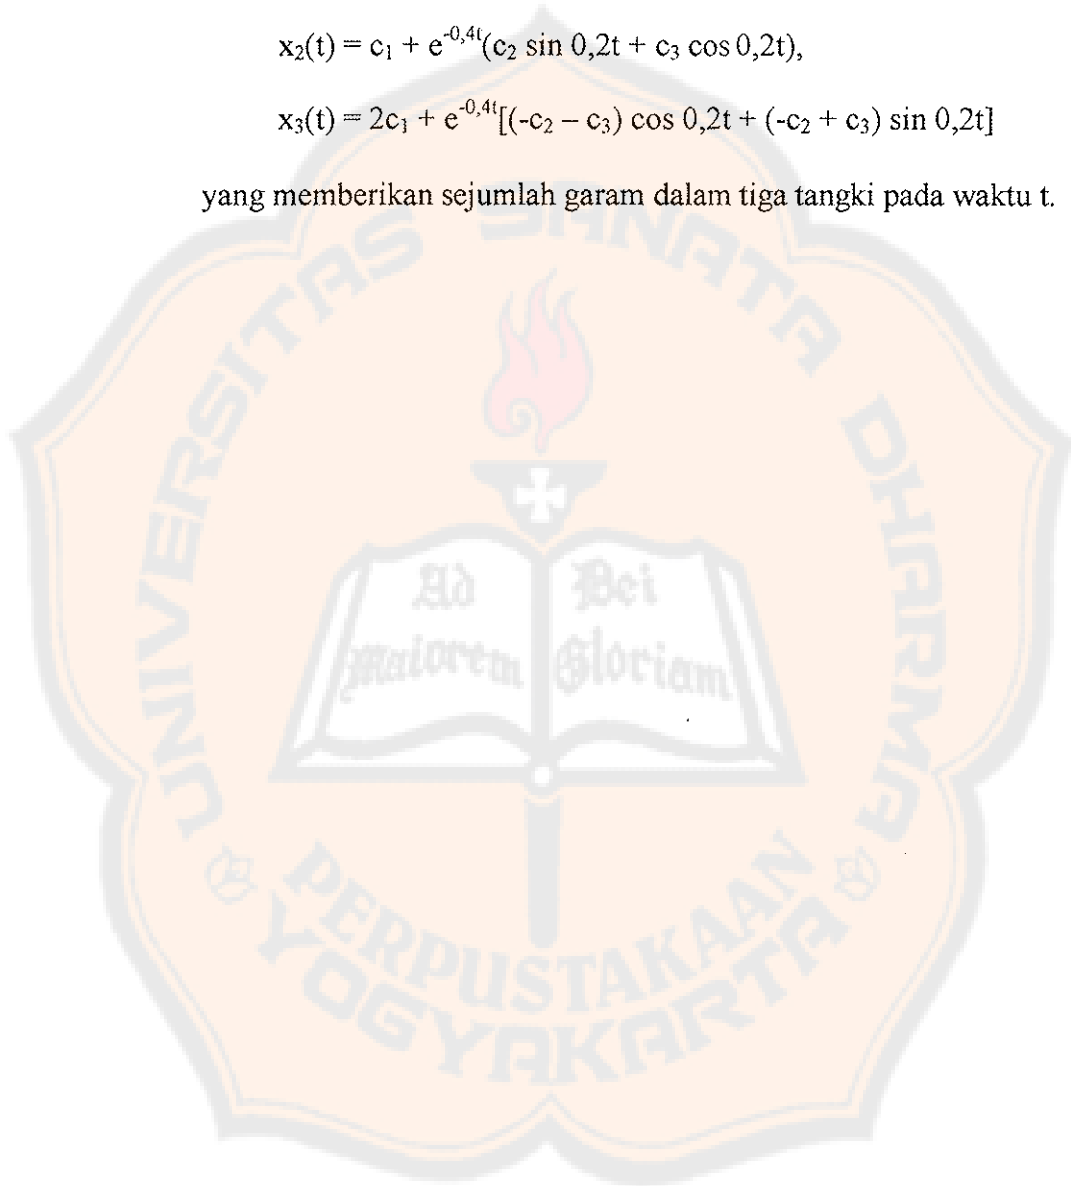 x₂(t) = c₁ + e⁻⁰,⁴ᵗ(c₂ sin 0,2t + c₃ cos 0,2t),
x₃(t) = 2c₁ + e⁻⁰,⁴ᵗ[(-c₂ – c₃) cos 0,2t + (-c₂ + c₃) sin 0,2t]
yang memberikan sejumlah garam dalam tiga tangki pada waktu t.
UNIVERSITAS SANATA DHARMA
Ad Dei
Maiorem Gloriam
PERPUSTAKAAN
YOGYAKARTA